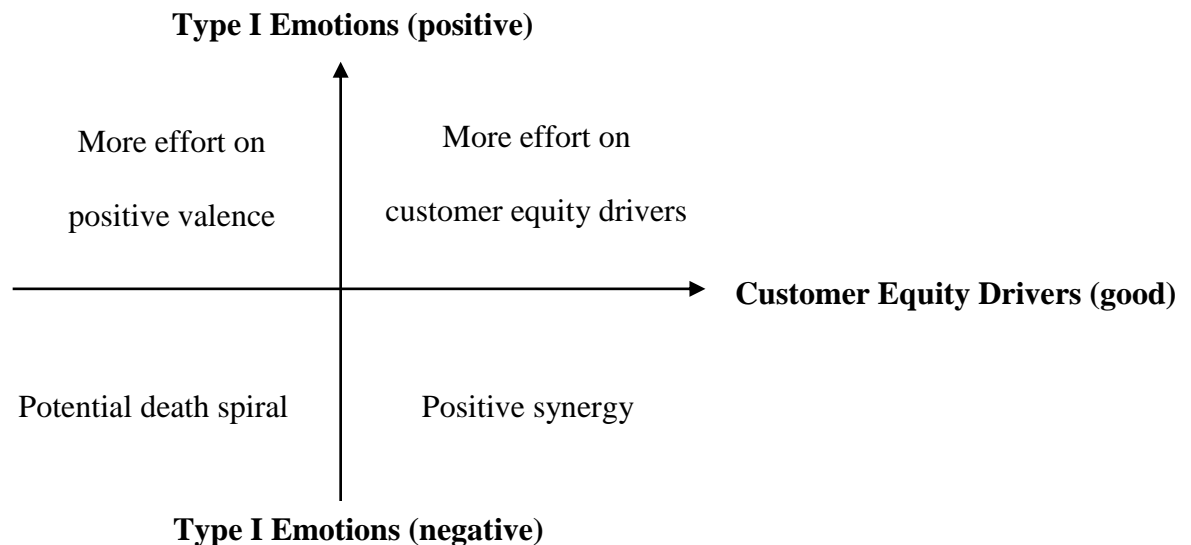 Type I Emotions (positive)
More effort on
positive valence
More effort on
customer equity drivers
Customer Equity Drivers (good)
Potential death spiral
Positive synergy
Type I Emotions (negative)